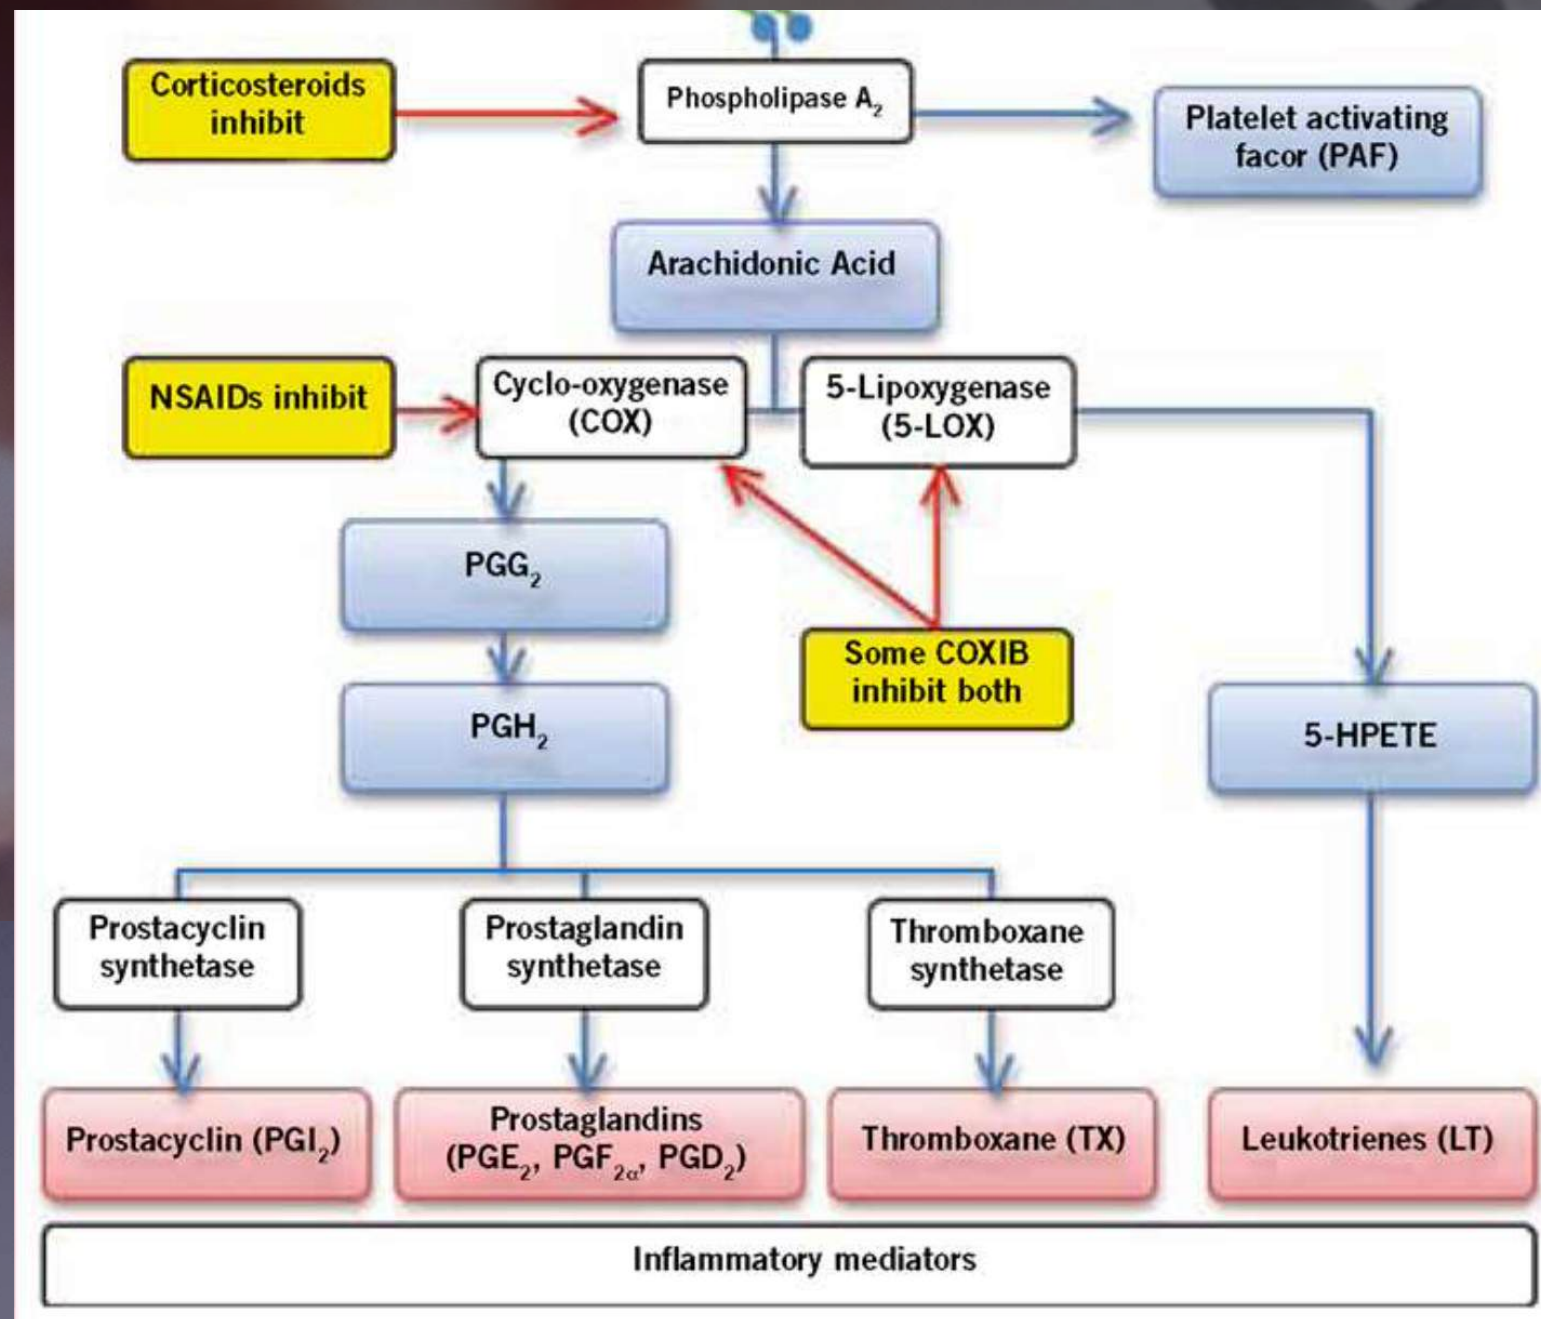 Corticosteroids
inhibit
Phospholipase A₂
Platelet activating
facor (PAF)
Arachidonic Acid
NSAIDs inhibit
Cyclo-oxygenase
(COX)
5-Lipoxygenase
(5-LOX)
PGG₂
Some COXIB
inhibit both
PGH₂
5-HPETE
Prostacyclin
synthetase
Prostaglandin
synthetase
Thromboxane
synthetase
Prostacyclin (PGI₂)
Prostaglandins
(PGE₂, PGF₂α, PGD₂)
Thromboxane (TX)
Leukotrienes (LT)
Inflammatory mediators